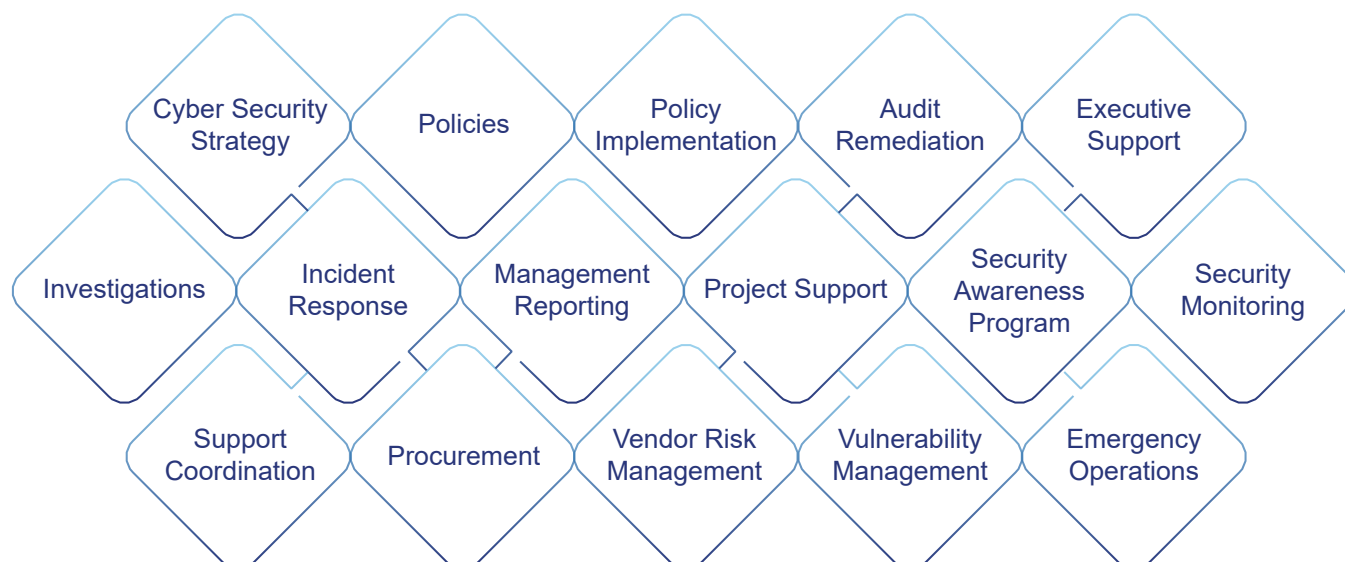 Cyber Security
Strategy
Policies
Policy
Implementation
Audit
Remediation
Executive
Support
Investigations
Incident
Response
Management
Reporting
Project Support
Security
Awareness
Program
Security
Monitoring
Support
Coordination
Procurement
Vendor Risk
Management
Vulnerability
Management
Emergency
Operations